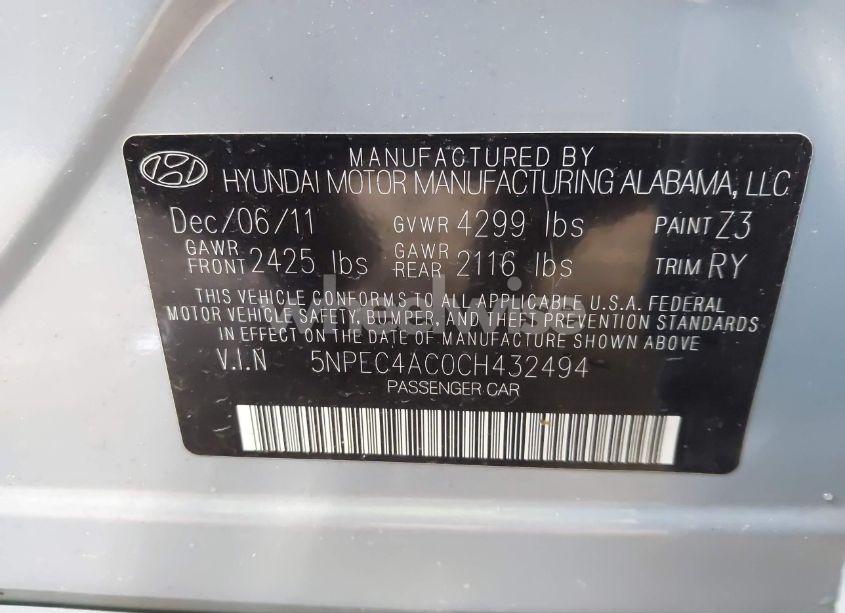 MANUFACTURED BY
HYUNDAI MOTOR MANUFACTURING ALABAMA, LLC
Dec/06/11 GVWR 4299 lbs PAINT Z3
GAWR FRONT 2425 lbs GAWR REAR 2116 lbs TRIM RY
THIS VEHICLE CONFORMS TO ALL APPLICABLE U.S.A. FEDERAL
MOTOR VEHICLE SAFETY, BUMPER, AND THEFT PREVENTION STANDARDS
IN EFFECT ON THE DATE OF MANUFACTURE SHOWN ABOVE
wheelwise
V.I.N 5NPEC4AC0CH432494
PASSENGER CAR